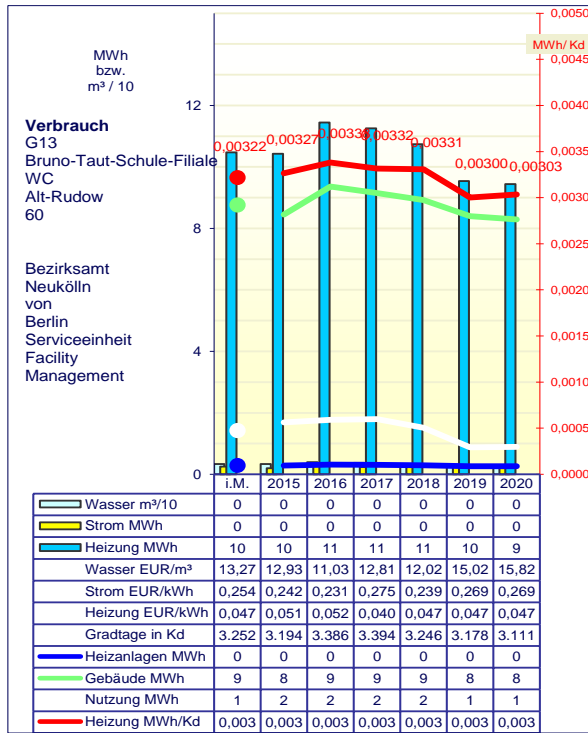 MWh
bzw.
m³ / 10
Verbrauch
G13
Bruno-Taut-Schule-Filiale
WC
Alt-Rudow
60
Bezirksamt
Neukölln
von
Berlin
Serviceeinheit
Facility
Management
12
8
4
0
0,00322
0,00327
0,00338
0,00332
0,00331
0,00300
0,00303
MWh/ Kd
0,0050
0,0045
0,0040
0,0035
0,0030
0,0025
0,0020
0,0015
0,0010
0,0005
0,0000
i.M. 2015 2016 2017 2018 2019 2020
Wasser m³/10 0 0 0 0 0 0 0
Strom MWh 0 0 0 0 0 0 0
Heizung MWh 10 10 11 11 11 10 9
Wasser EUR/m³ 13,27 12,93 11,03 12,81 12,02 15,02 15,82
Strom EUR/kWh 0,254 0,242 0,231 0,275 0,239 0,269 0,269
Heizung EUR/kWh 0,047 0,051 0,052 0,040 0,047 0,047 0,047
Gradtage in Kd 3.252 3.194 3.386 3.394 3.246 3.178 3.111
Heizanlagen MWh 0 0 0 0 0 0 0
Gebäude MWh 9 8 9 9 9 8 8
Nutzung MWh 1 2 2 2 2 1 1
Heizung MWh/Kd 0,003 0,003 0,003 0,003 0,003 0,003 0,003